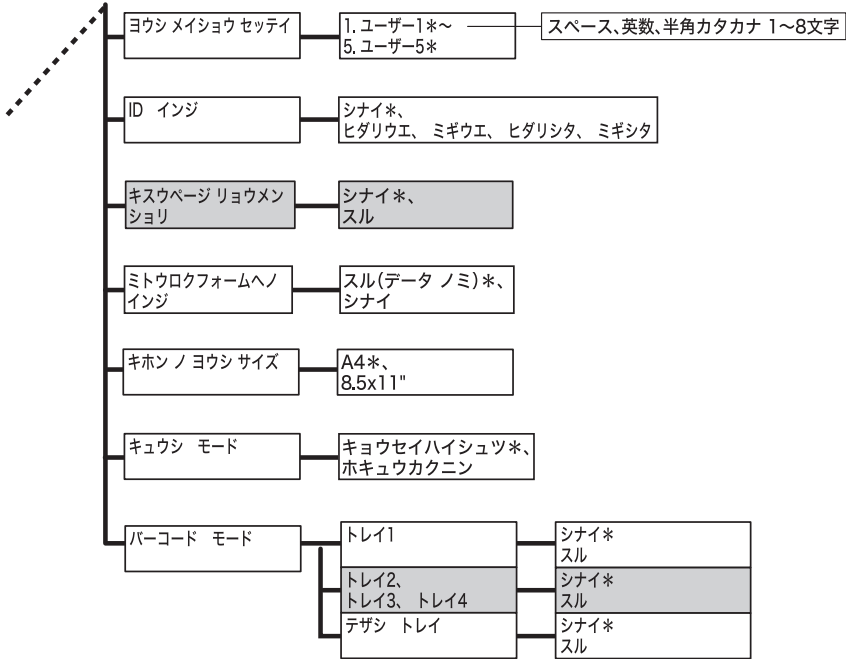 ヨウシ メイショウ セッテイ
1. ユーザー1＊～
5. ユーザー5＊
スペース、英数、半角カタカナ 1～8文字
ID インジ
シナイ＊、
ヒダリウエ、 ミギウエ、 ヒダリシタ、 ミギシタ
キスウページ リョウメン
ショリ
シナイ＊、
スル
ミトウロクフォームヘノ
インジ
スル(データ ノミ)＊、
シナイ
キホン ノ ヨウシ サイズ
A4＊、
8.5x11"
キュウシ モード
キョウセイハイシュツ＊、
ホキュウカクニン
バーコード モード
トレイ1
シナイ＊
スル
トレイ2、
トレイ3、 トレイ4
シナイ＊
スル
テザシ トレイ
シナイ＊
スル